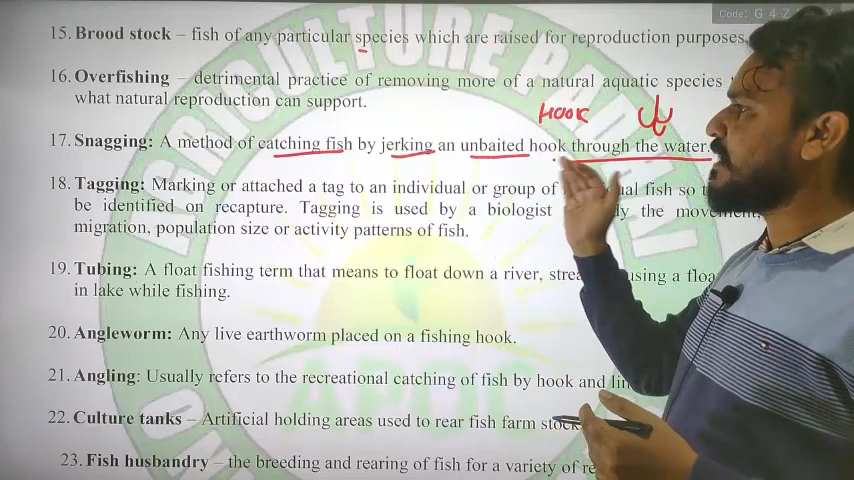 Code: G 4 Z
15. Brood stock – fish of any particular species which are raised for reproduction purposes.
16. Overfishing – detrimental practice of removing more of a natural aquatic species
what natural reproduction can support.
HOOK
17. Snagging: A method of catching fish by jerking an unbaited hook through the water.
18. Tagging: Marking or attached a tag to an individual or group of fish so
be identified on recapture. Tagging is used by a biologist the movement,
migration, population size or activity patterns of fish.
19. Tubing: A float fishing term that means to float down a river, using a
in lake while fishing.
20. Angleworm: Any live earthworm placed on a fishing hook.
21. Angling: Usually refers to the recreational catching of fish by hook and
22. Culture tanks – Artificial holding areas used to rear fish farm
23. Fish husbandry – the breeding and rearing of fish for a variety of
AGRICULTURE
APOC